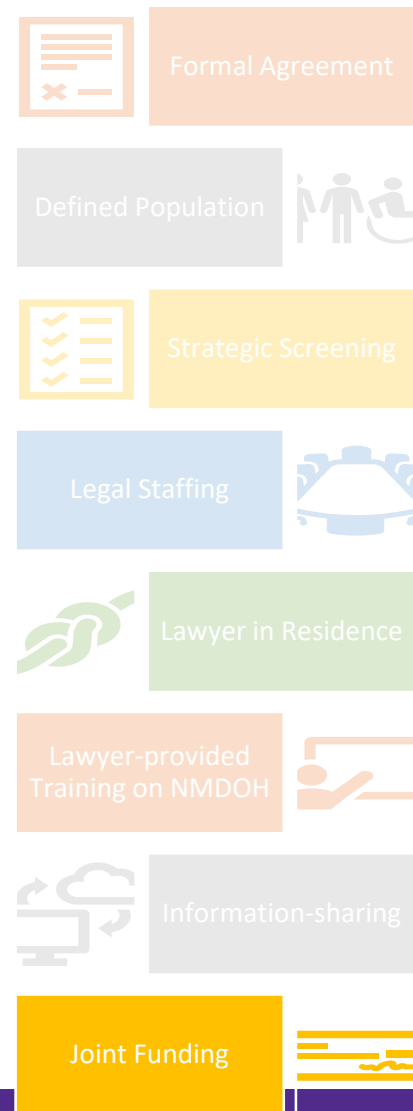 Formal Agreement
Defined Population
Strategic Screening
Legal Staffing
Lawyer in Residence
Lawyer-provided
Training on NMDOH
Information-sharing
Joint Funding